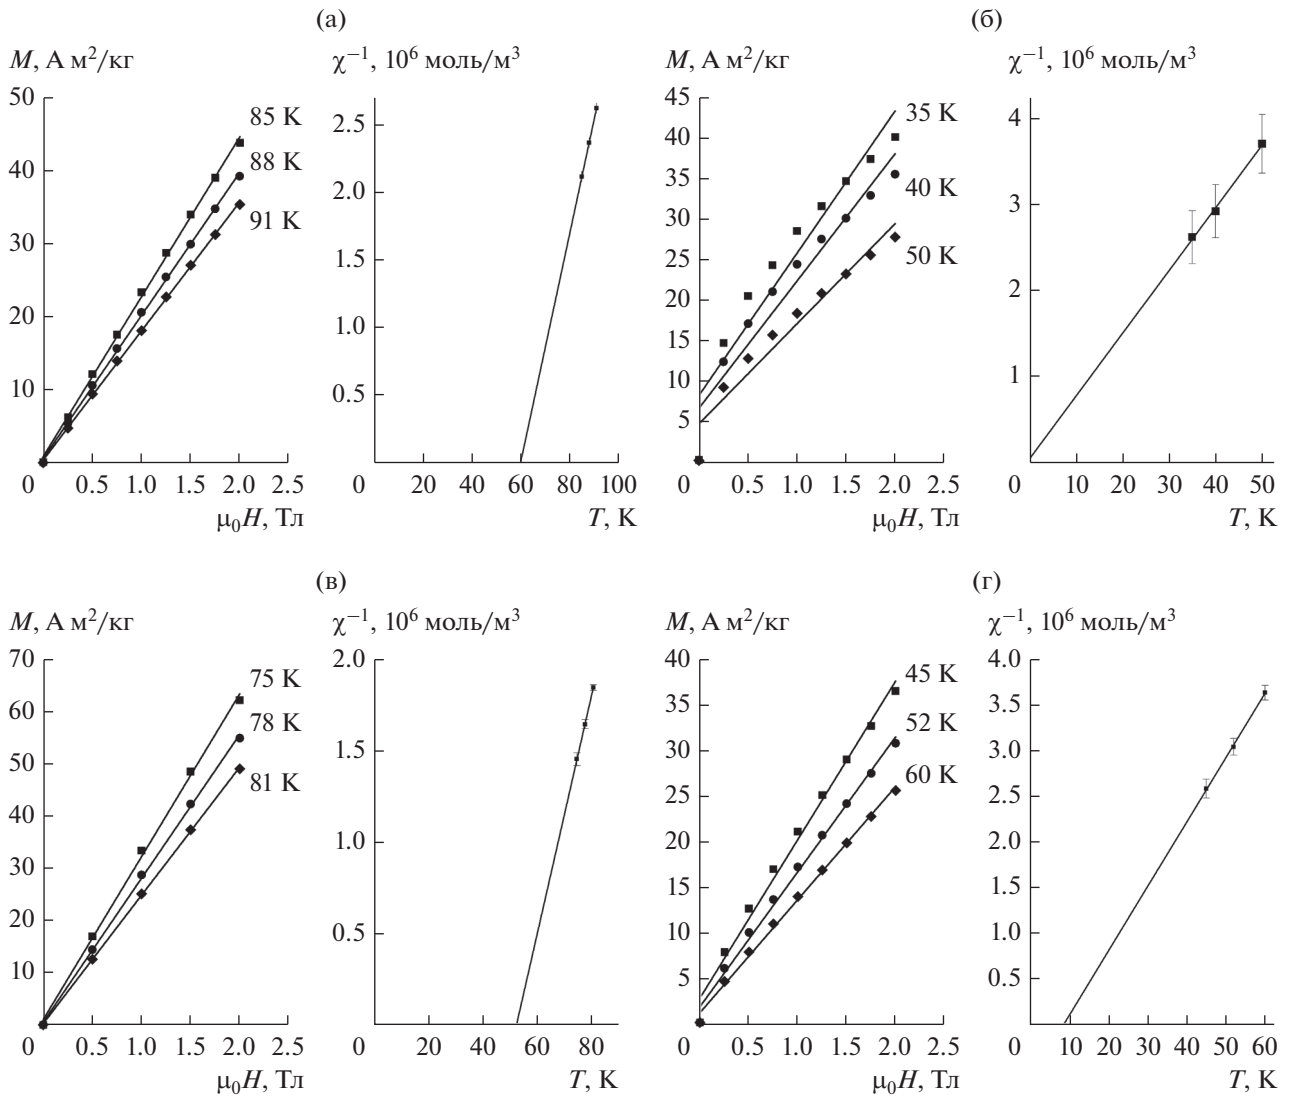 (а)
M, А м²/кг
50
40
30
20
10
0
0.5 1.0 1.5 2.0 2.5
μ₀H, Тл
85 K
88 K
91 K
χ⁻¹, 10⁶ моль/м³
2.5
2.0
1.5
1.0
0.5
0
20 40 60 80 100
T, K
(б)
M, А м²/кг
45
40
35
30
25
20
15
10
5
0
0.5 1.0 1.5 2.0 2.5
μ₀H, Тл
35 K
40 K
50 K
χ⁻¹, 10⁶ моль/м³
4
3
2
1
0
10 20 30 40 50
T, K
(в)
M, А м²/кг
70
60
50
40
30
20
10
0
0.5 1.0 1.5 2.0 2.5
μ₀H, Тл
75 K
78 K
81 K
χ⁻¹, 10⁶ моль/м³
2.0
1.5
1.0
0.5
0
20 40 60 80
T, K
(г)
M, А м²/кг
40
35
30
25
20
15
10
5
0
0.5 1.0 1.5 2.0 2.5
μ₀H, Тл
45 K
52 K
60 K
χ⁻¹, 10⁶ моль/м³
4.0
3.5
3.0
2.5
2.0
1.5
1.0
0.5
0
10 20 30 40 50 60
T, K